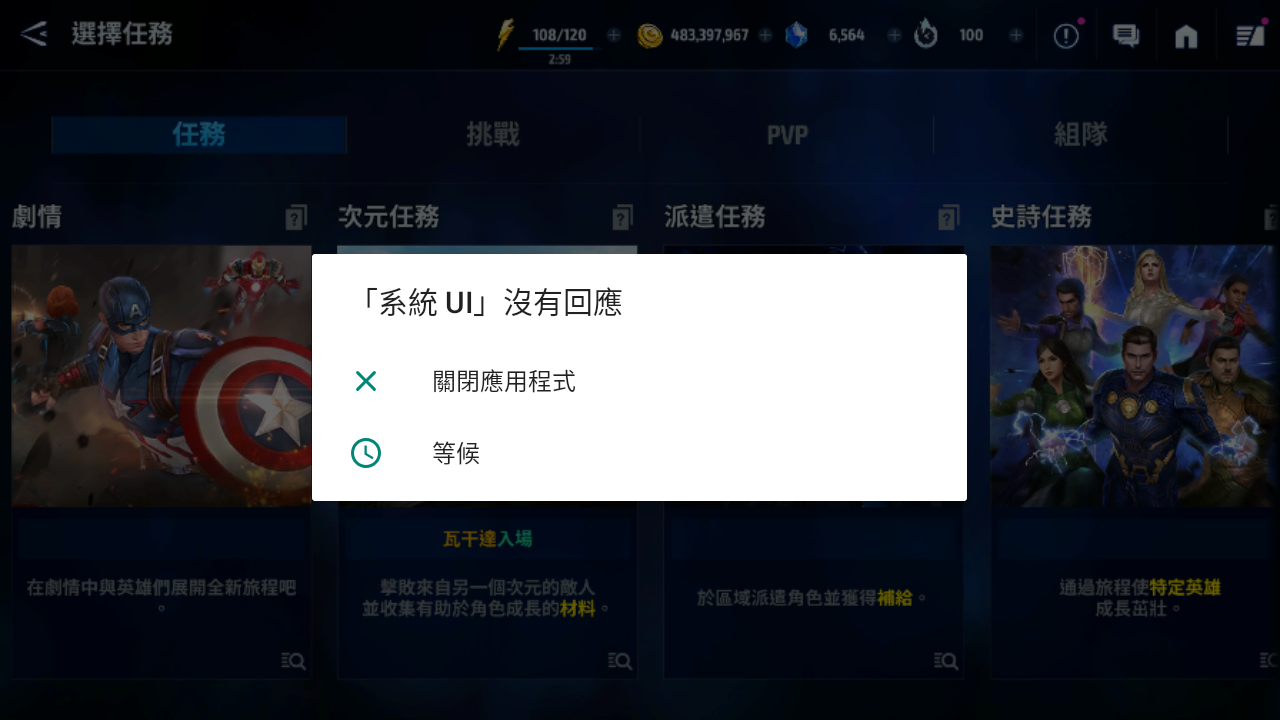 選擇任務
108/120
2:59
483,397,967
6,564
100
任務
挑戰
PVP
組隊
劇情
次元任務
派遣任務
史詩任務
「系統 UI」沒有回應
關閉應用程式
等候
在劇情中與英雄們展開全新旅程吧
。
瓦干達入場
擊敗來自另一個次元的敵人
並收集有助於角色成長的材料。
於區域派遣角色並獲得補給。
通過旅程使特定英雄
成長茁壯。